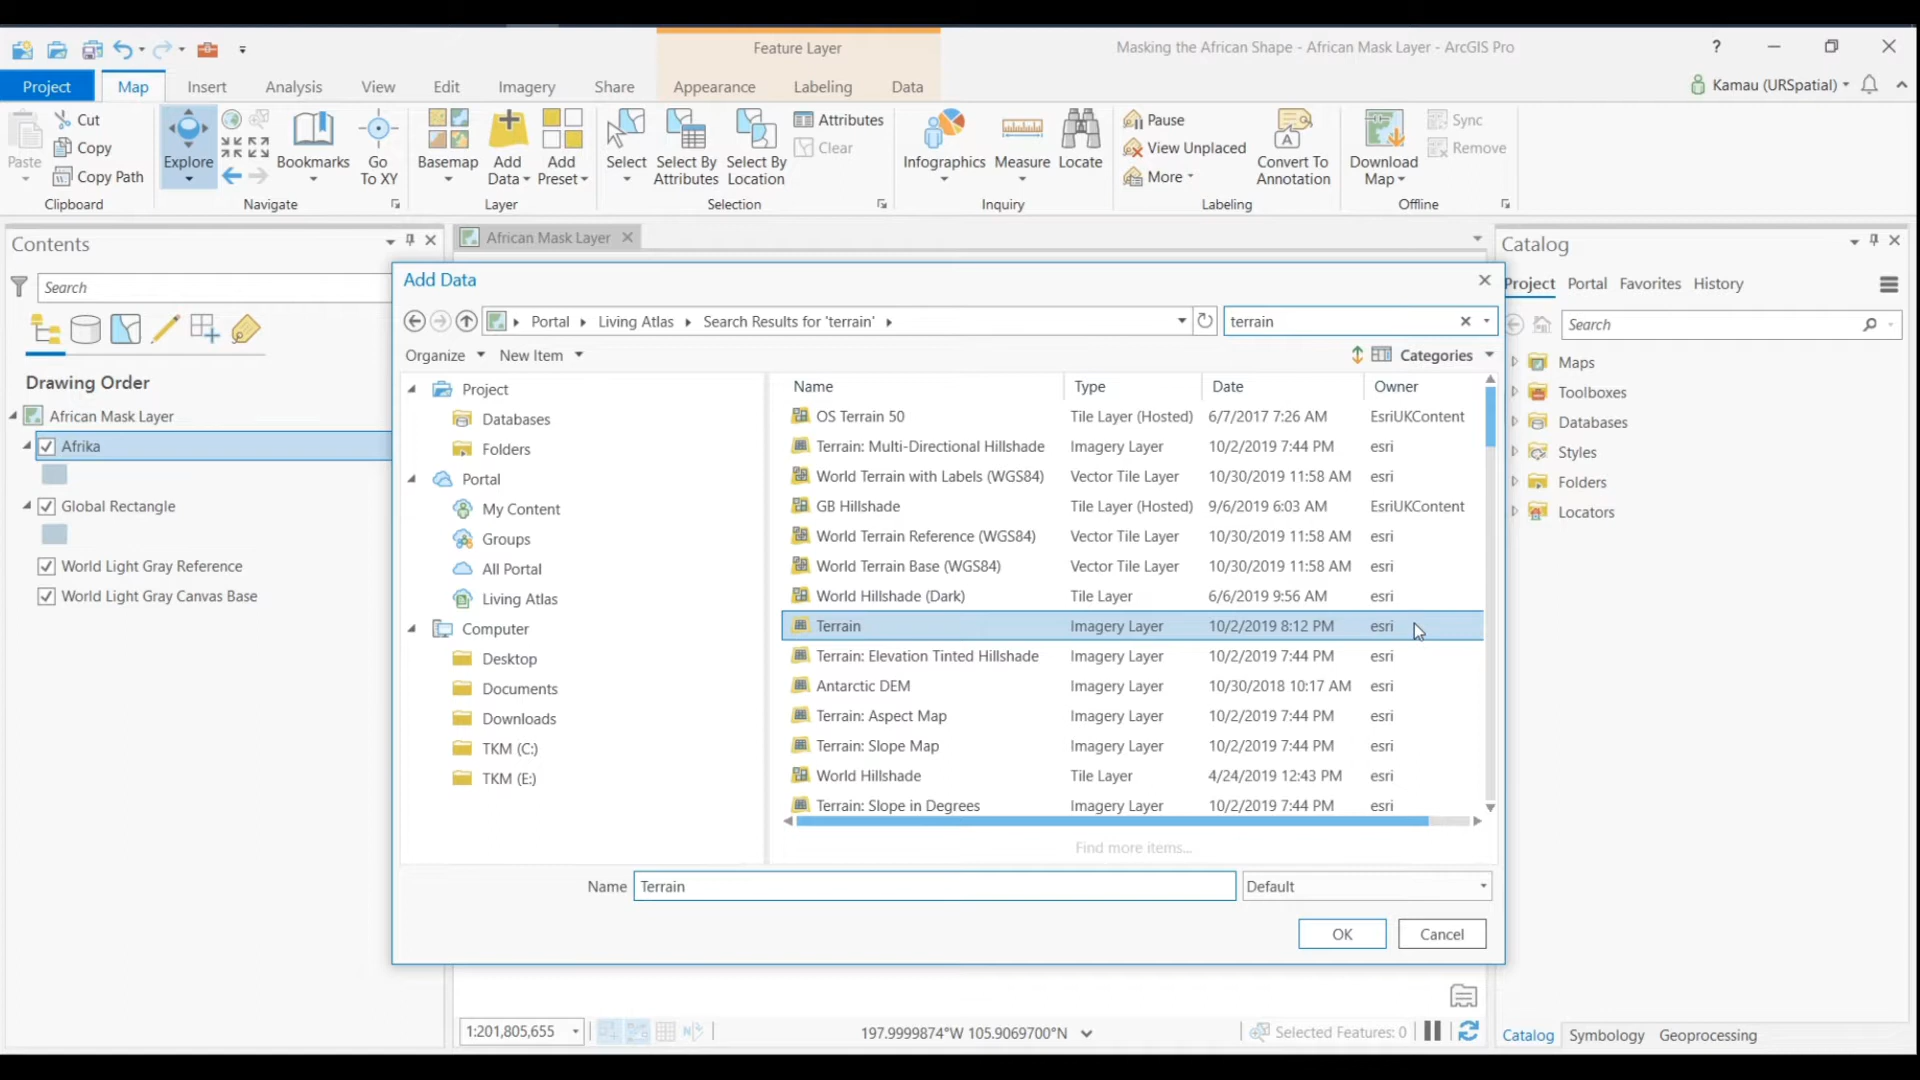 Feature Layer
Masking the African Shape - African Mask Layer - ArcGIS Pro
?
Project Map Insert Analysis View Edit Imagery Share Appearance Labeling Data
Kamau (URSpatial)
Paste
Cut
Copy
Copy Path
Clipboard
Explore
Bookmarks
Go To XY
Navigate
Basemap
Add Data
Add Preset
Layer
Select
Select By Attributes
Select By Location
Attributes
Clear
Selection
Infographics
Measure
Locate
Inquiry
Pause
View Unplaced
More
Convert To Annotation
Labeling
Download Map
Sync
Remove
Offline
Contents
Search
Drawing Order
African Mask Layer
Afrika
Global Rectangle
World Light Gray Reference
World Light Gray Canvas Base
African Mask Layer
Add Data
Portal Living Atlas Search Results for 'terrain'
terrain
Organize New Item
Categories
Project
Databases
Folders
Portal
My Content
Groups
All Portal
Living Atlas
Computer
Desktop
Documents
Downloads
TKM (C:)
TKM (E:)
Name Type Date Owner
OS Terrain 50 Tile Layer (Hosted) 6/7/2017 7:26 AM EsriUKContent
Terrain: Multi-Directional Hillshade Imagery Layer 10/2/2019 7:44 PM esri
World Terrain with Labels (WGS84) Vector Tile Layer 10/30/2019 11:58 AM esri
GB Hillshade Tile Layer (Hosted) 9/6/2019 6:03 AM EsriUKContent
World Terrain Reference (WGS84) Vector Tile Layer 10/30/2019 11:58 AM esri
World Terrain Base (WGS84) Vector Tile Layer 10/30/2019 11:58 AM esri
World Hillshade (Dark) Tile Layer 6/6/2019 9:56 AM esri
Terrain Imagery Layer 10/2/2019 8:12 PM esri
Terrain: Elevation Tinted Hillshade Imagery Layer 10/2/2019 7:44 PM esri
Antarctic DEM Imagery Layer 10/30/2018 10:17 AM esri
Terrain: Aspect Map Imagery Layer 10/2/2019 7:44 PM esri
Terrain: Slope Map Imagery Layer 10/2/2019 7:44 PM esri
World Hillshade Tile Layer 4/24/2019 12:43 PM esri
Terrain: Slope in Degrees Imagery Layer 10/2/2019 7:44 PM esri
Find more items...
Name Terrain Default
OK Cancel
Catalog
Project Portal Favorites History
Search
Maps
Toolboxes
Databases
Styles
Folders
Locators
1:201,805,655
197.9999874°W 105.9069700°N
Selected Features: 0
Catalog Symbology Geoprocessing